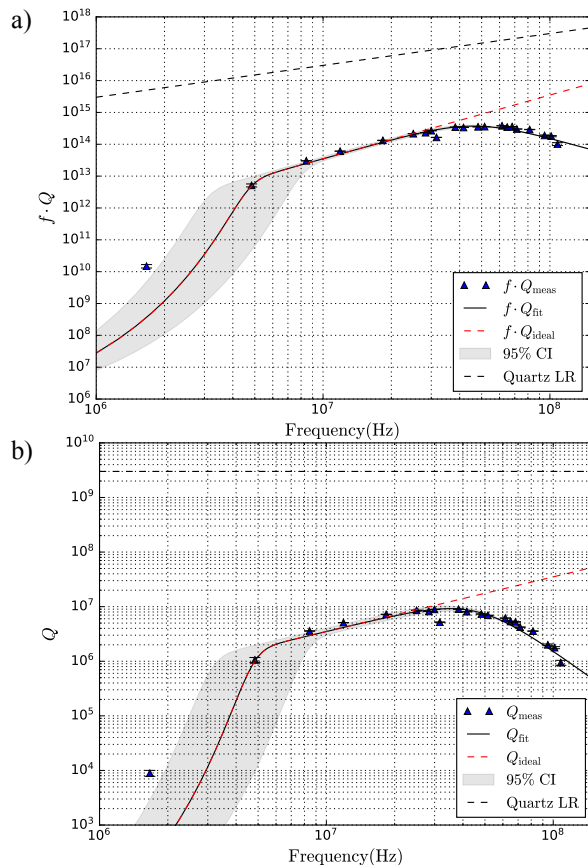 a)
10^18
10^17
10^16
10^15
10^14
10^13
10^12
10^11
10^10
10^9
10^8
10^7
10^6
f · Q
f · Q_meas
f · Q_fit
f · Q_ideal
95% CI
Quartz LR
10^6 10^7 10^8
Frequency(Hz)
b)
10^10
10^9
10^8
10^7
10^6
10^5
10^4
10^3
Q
Q_meas
Q_fit
Q_ideal
95% CI
Quartz LR
10^6 10^7 10^8
Frequency(Hz)